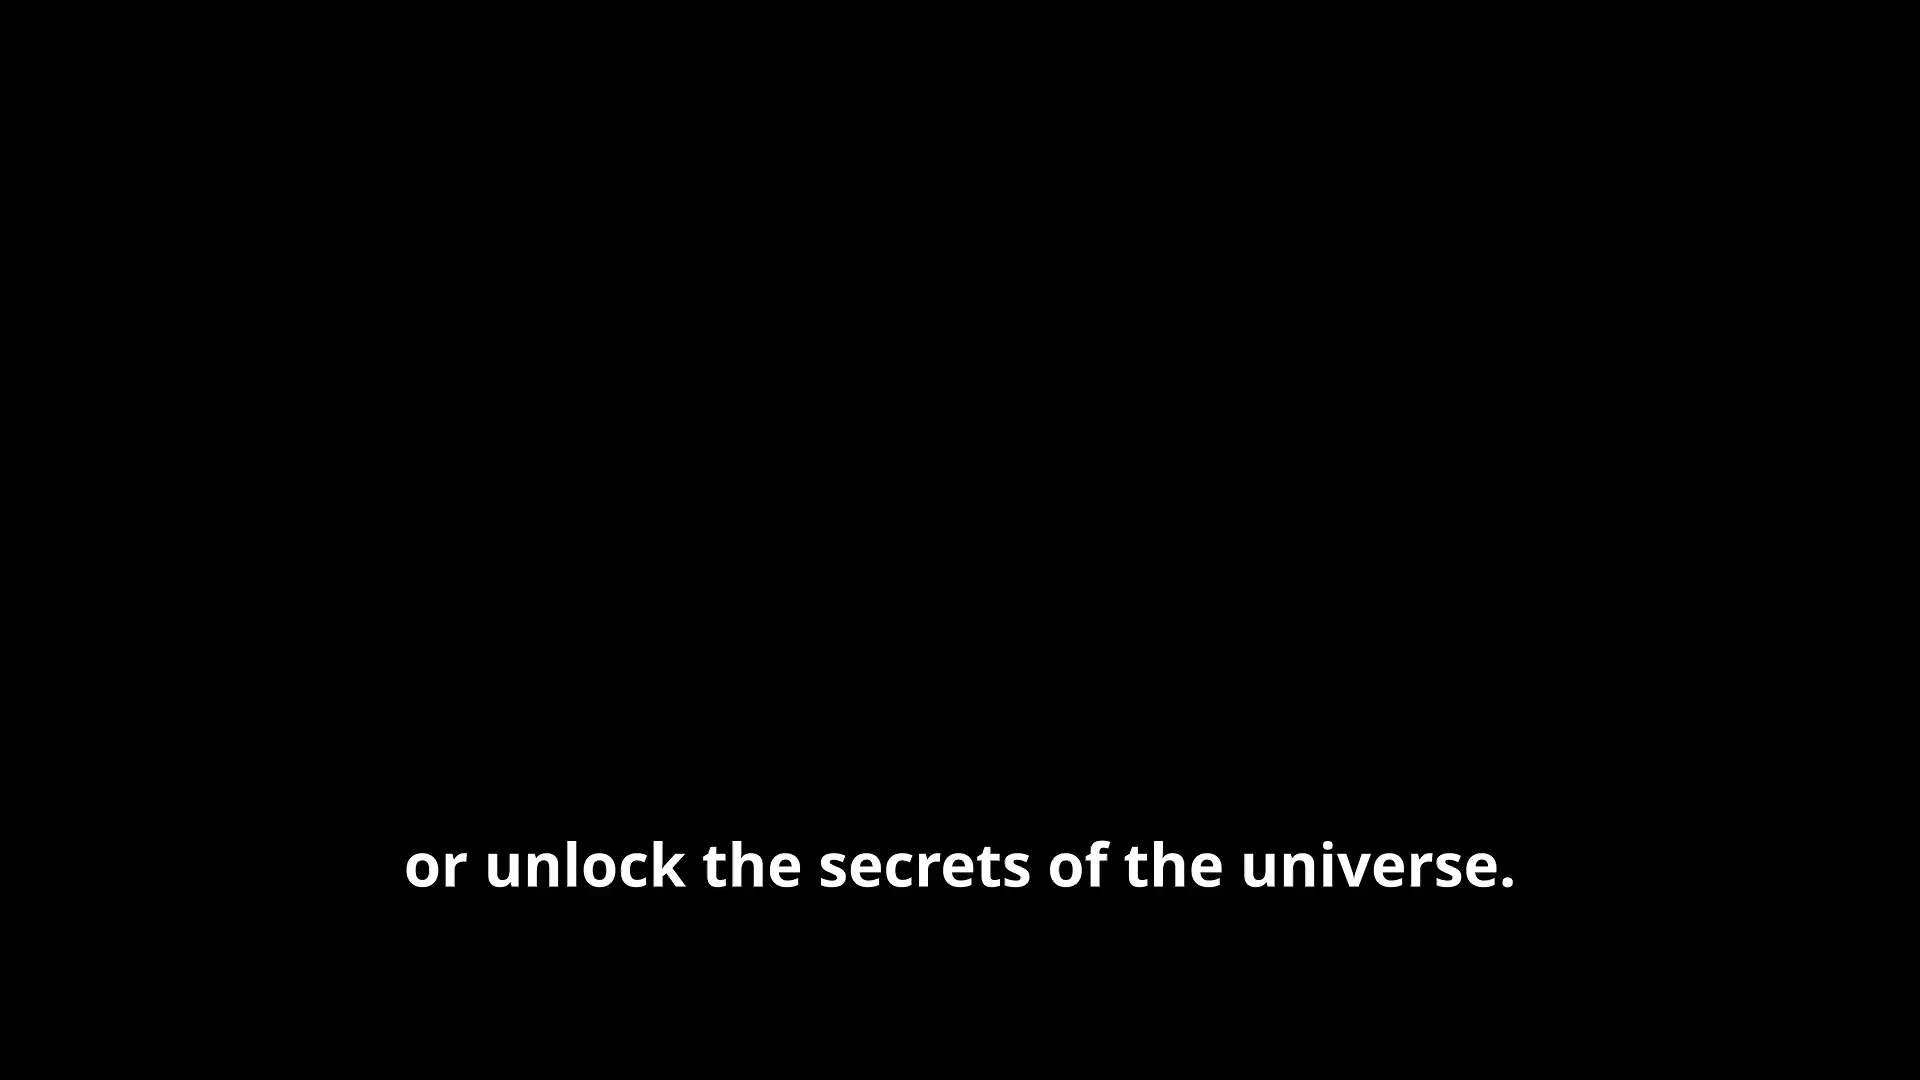 or unlock the secrets of the universe.